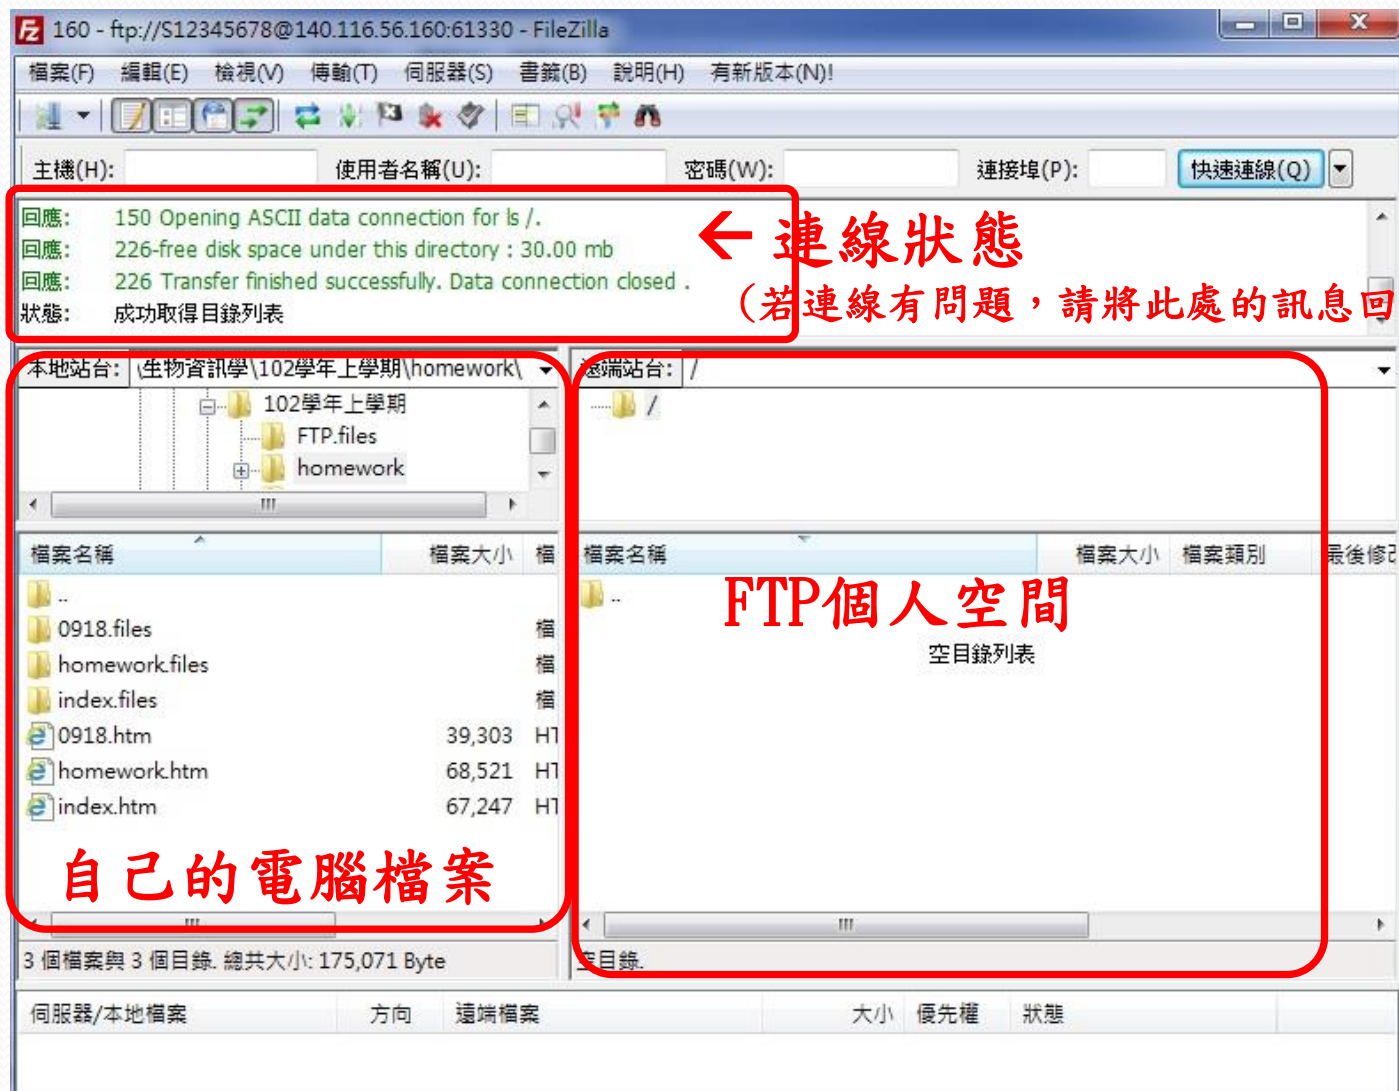 160 - ftp://S12345678@140.116.56.160:61330 - FileZilla
檔案(F) 編輯(E) 檢視(V) 傳輸(T) 伺服器(S) 書籤(B) 說明(H) 有新版本(N)!
主機(H): 使用者名稱(U): 密碼(W): 連接埠(P): 快速連線(Q)
回應: 150 Opening ASCII data connection for ls /.
回應: 226-free disk space under this directory : 30.00 mb
回應: 226 Transfer finished successfully. Data connection closed .
狀態: 成功取得目錄列表
← 連線狀態
(若連線有問題，請將此處的訊息回
本地站台: \生物資訊學\102學年上學期\homework\
102學年上學期
FTP.files
homework
遠端站台: /
/
檔案名稱 檔案大小 檔
..
0918.files 檔
homework.files 檔
index.files 檔
0918.htm 39,303 HT
homework.htm 68,521 HT
index.htm 67,247 HT
自己的電腦檔案
3 個檔案與 3 個目錄. 總共大小: 175,071 Byte
檔案名稱 檔案大小 檔案類別 最後修改
..
FTP個人空間
空目錄列表
空目錄.
伺服器/本地檔案 方向 遠端檔案 大小 優先權 狀態